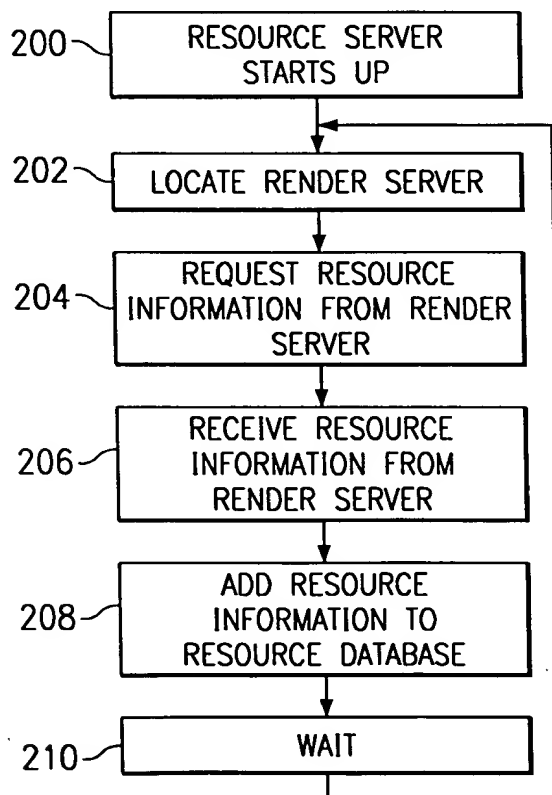 200
RESOURCE SERVER
STARTS UP
202
LOCATE RENDER SERVER
204
REQUEST RESOURCE
INFORMATION FROM RENDER
SERVER
206
RECEIVE RESOURCE
INFORMATION FROM
RENDER SERVER
208
ADD RESOURCE
INFORMATION TO
RESOURCE DATABASE
210
WAIT